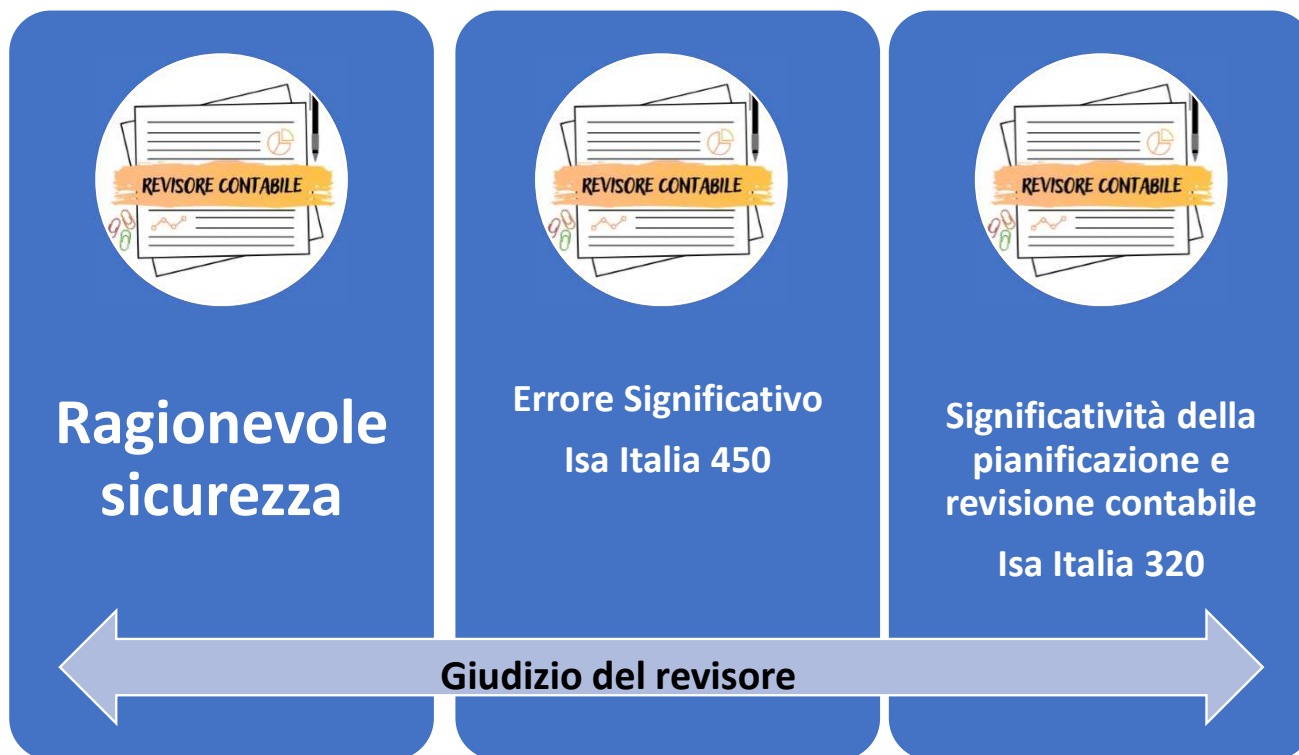 REVISORE CONTABILE
Ragionevole
sicurezza
REVISORE CONTABILE
Errore Significativo
Isa Italia 450
REVISORE CONTABILE
Significatività della
pianificazione e
revisione contabile
Isa Italia 320
Giudizio del revisore